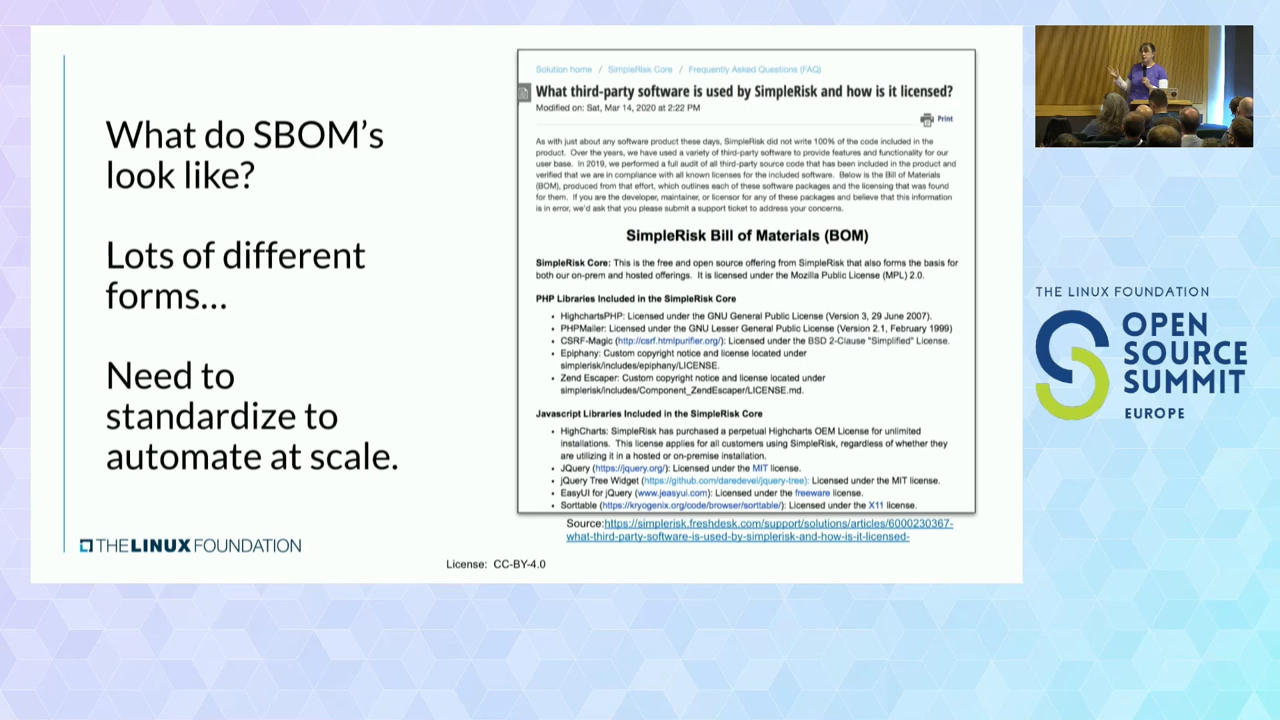 What do SBOM's
look like?
Lots of different
forms...
Need to
standardize to
automate at scale.
THE LINUX FOUNDATION
License: CC-BY-4.0
Solution home / SimpleRisk Core / Frequently Asked Questions (FAQ)
What third-party software is used by SimpleRisk and how is it licensed?
Modified on: Sat, Mar 14, 2020 at 2:22 PM
Print
As with just about any software product these days, SimpleRisk did not write 100% of the code included in the
product. Over the years, we have used a variety of third-party software to provide features and functionality for our
user base. In 2019, we performed a full audit of all third-party source code that has been included in the product and
verified that we are in compliance with all known licenses for the included software. Below is the Bill of Materials
(BOM), produced from that effort, which outlines each of these software packages and the licensing that was found
for them. If you are the developer, maintainer, or licensor for any of these packages and believe that this information
is in error, we'd ask that you please submit a support ticket to address your concerns.
SimpleRisk Bill of Materials (BOM)
SimpleRisk Core: This is the free and open source offering from SimpleRisk that also forms the basis for
both our on-prem and hosted offerings. It is licensed under the Mozilla Public License (MPL) 2.0.
PHP Libraries Included in the SimpleRisk Core
• HighchartsPHP: Licensed under the GNU General Public License (Version 3, 29 June 2007).
• PHPMailer: Licensed under the GNU Lesser General Public License (Version 2.1, February 1999)
• CSRF-Magic (http://csrf.htmlpurifier.org/): Licensed under the BSD 2-Clause "Simplified" License.
• Epiphany: Custom copyright notice and license located under
simplerisk/includes/epiphany/LICENSE.
• Zend Escaper: Custom copyright notice and license located under
simplerisk/includes/Component_ZendEscaper/LICENSE.md.
Javascript Libraries Included in the SimpleRisk Core
• HighCharts: SimpleRisk has purchased a perpetual Highcharts OEM License for unlimited
installations. This license applies for all customers using SimpleRisk, regardless of whether they
are utilizing it in a hosted or on-premise installation.
• JQuery (https://jquery.org/): Licensed under the MIT license.
• jQuery Tree Widget (https://github.com/daredevel/jquery-tree): Licensed under the MIT license.
• EasyUI for jQuery (www.jeasyui.com): Licensed under the freeware license.
• Sorttable (https://kryogenix.org/code/browser/sorttable/): Licensed under the X11 license.
Source:https://simplerisk.freshdesk.com/support/solutions/articles/6000230367-
what-third-party-software-is-used-by-simplerisk-and-how-is-it-licensed-
THE LINUX FOUNDATION
OPEN
SOURCE
SUMMIT
EUROPE